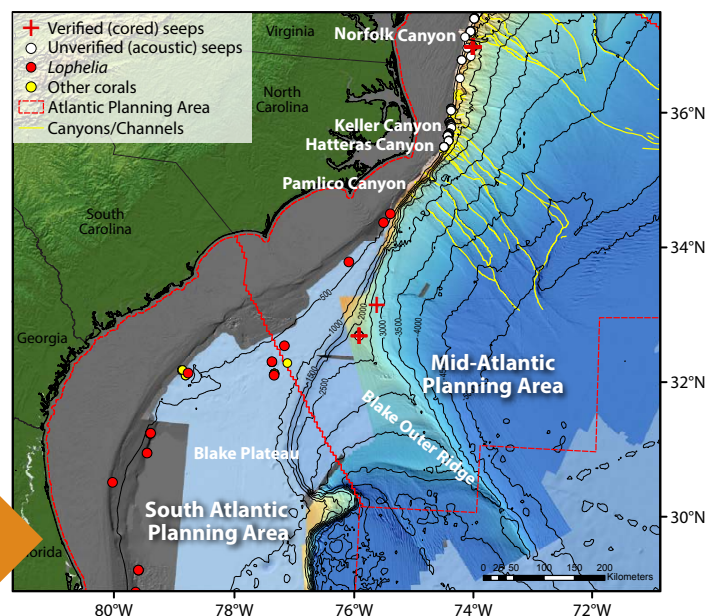 Verified (cored) seeps
Unverified (acoustic) seeps
Lophelia
Other corals
Atlantic Planning Area
Canyons/Channels
Virginia
North
Carolina
South
Carolina
Georgia
Norfolk Canyon
Keller Canyon
Hatteras Canyon
Pamlico Canyon
500
1000
2000
3000
3500
4000
1500
2500
Mid-Atlantic
Planning Area
Blake Outer Ridge
Blake Plateau
South Atlantic
Planning Area
orida
0 25 50 100 150 200
Kilometers
36°N
34°N
32°N
30°N
80°W
78°W
76°W
74°W
72°W